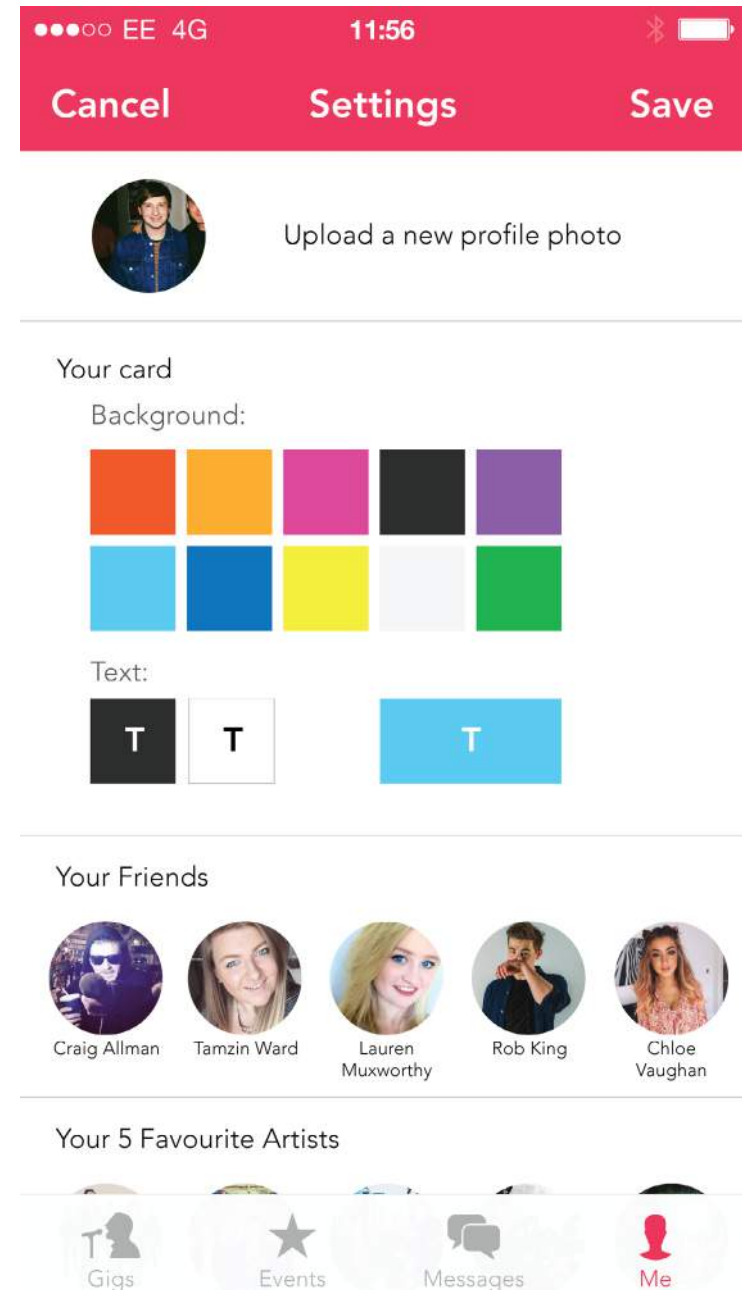 EE 4G 11:56
Cancel Settings Save
Upload a new profile photo
Your card
Background:
Text:
T T T
Your Friends
Craig Allman Tamzin Ward Lauren Muxworthy Rob King Chloe Vaughan
Your 5 Favourite Artists
Gigs Events Messages Me